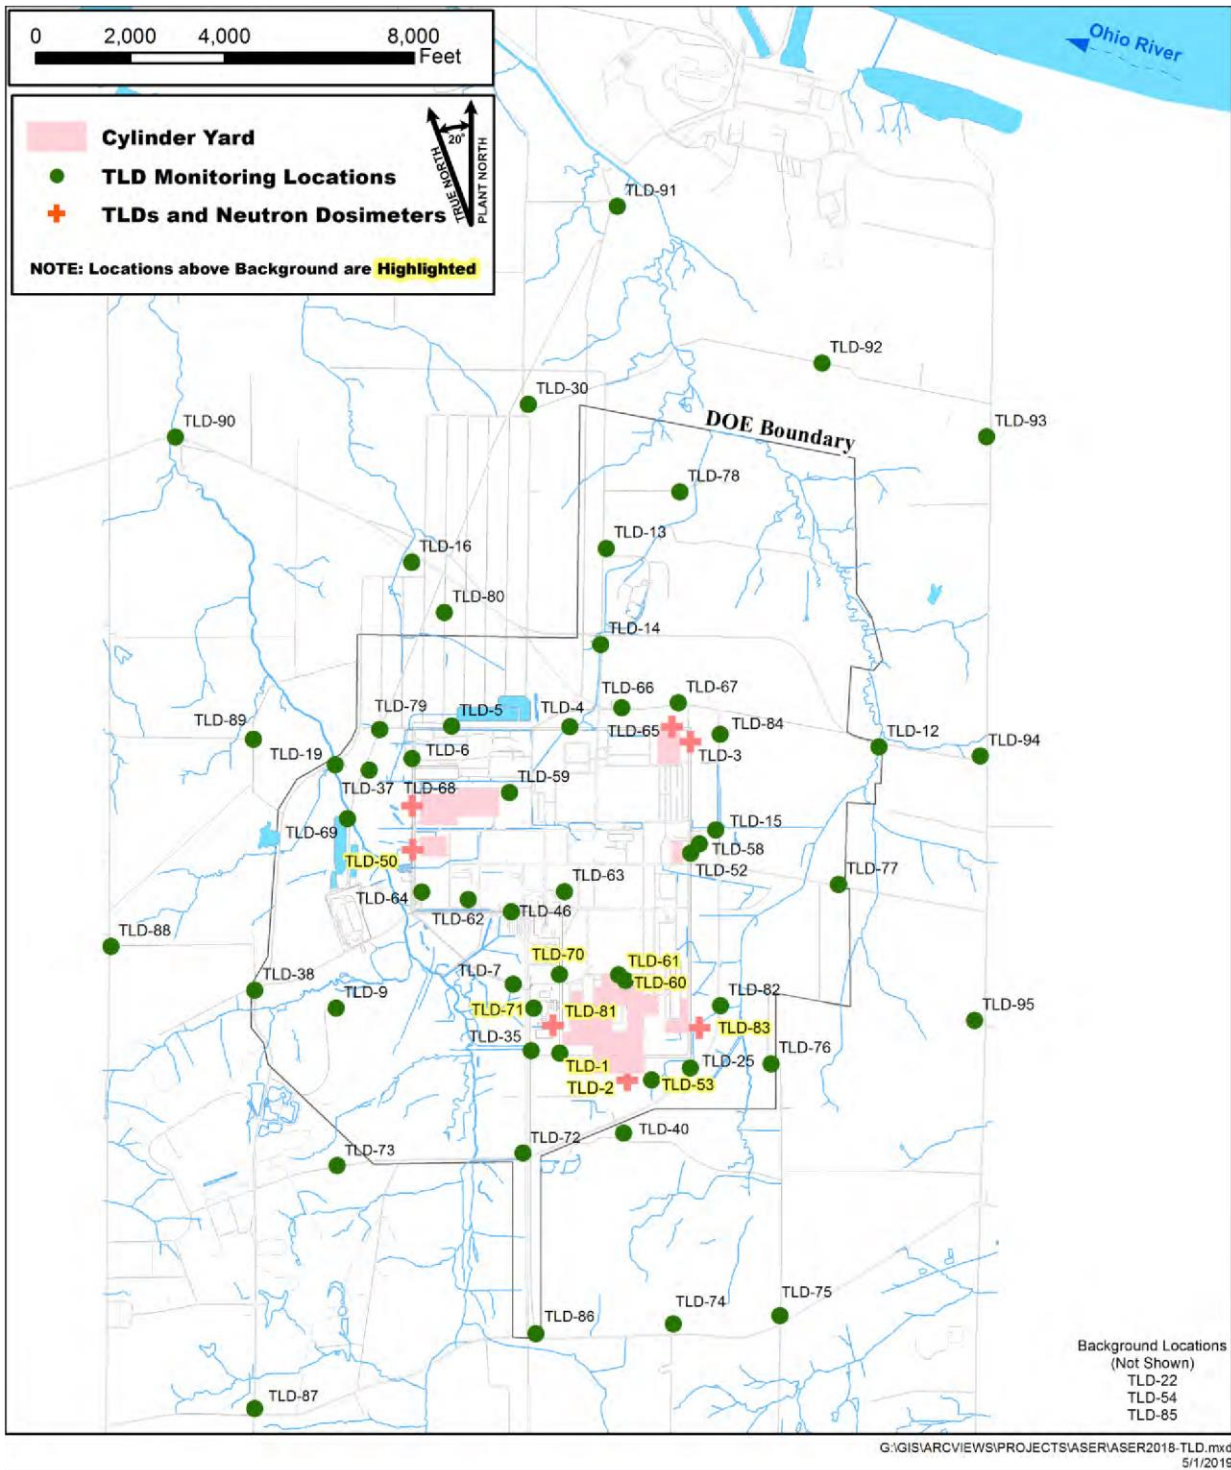 0 2,000 4,000 8,000
Feet
Cylinder Yard
TLD Monitoring Locations
TLDs and Neutron Dosimeters
NOTE: Locations above Background are Highlighted
20°
TRUE NORTH
PLANT NORTH
Ohio River
TLD-91
TLD-92
TLD-30
DOE Boundary
TLD-90
TLD-93
TLD-78
TLD-13
TLD-16
TLD-80
TLD-14
TLD-66
TLD-67
TLD-79
TLD-5
TLD-4
TLD-65
TLD-84
TLD-89
TLD-12
TLD-94
TLD-19
TLD-6
TLD-3
TLD-37
TLD-68
TLD-59
TLD-69
TLD-15
TLD-58
TLD-50
TLD-52
TLD-63
TLD-77
TLD-64
TLD-62
TLD-46
TLD-88
TLD-70
TLD-61
TLD-7
TLD-60
TLD-38
TLD-9
TLD-71
TLD-81
TLD-82
TLD-83
TLD-95
TLD-35
TLD-76
TLD-1
TLD-25
TLD-2
TLD-53
TLD-72
TLD-40
TLD-73
TLD-86
TLD-74
TLD-75
TLD-87
Background Locations
(Not Shown)
TLD-22
TLD-54
TLD-85
G:\GIS\ARCVIEWS\PROJECTS\ASER\ASER2018-TLD.mxd
5/1/2019